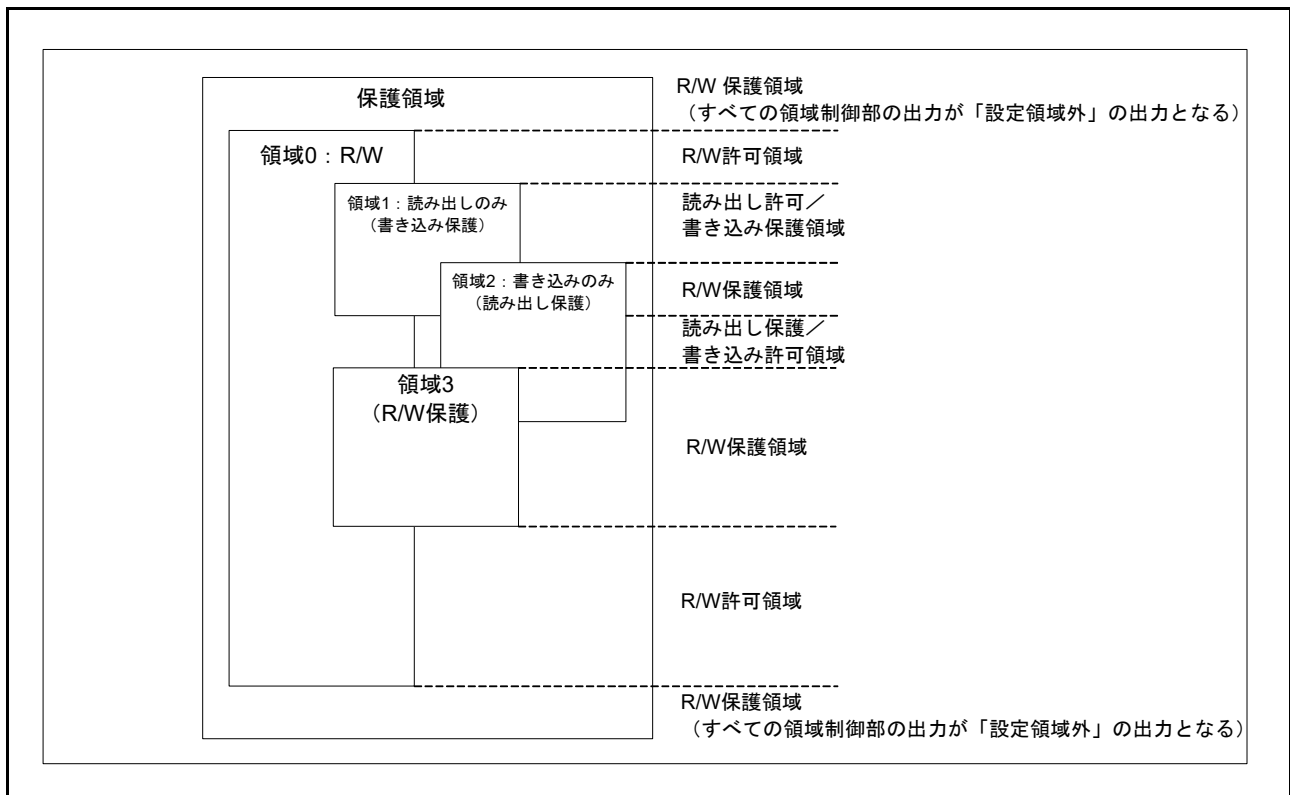 保護領域
領域0：R/W
領域1：読み出しのみ
（書き込み保護）
領域2：書き込みのみ
（読み出し保護）
領域3
（R/W保護）
R/W 保護領域
（すべての領域制御部の出力が「設定領域外」の出力となる）
R/W許可領域
読み出し許可／
書き込み保護領域
R/W保護領域
読み出し保護／
書き込み許可領域
R/W保護領域
R/W許可領域
R/W保護領域
（すべての領域制御部の出力が「設定領域外」の出力となる）